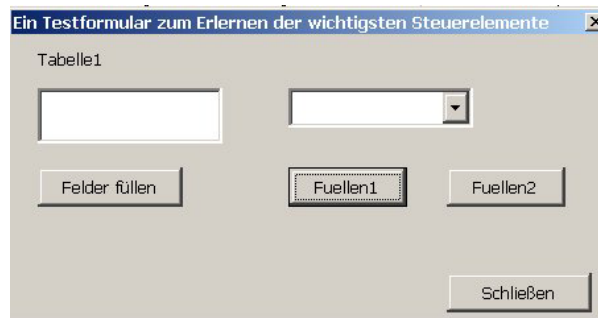 Ein Testformular zum Erlernen der wichtigsten Steuerelemente
Tabelle1
Felder füllen
Fuellen1
Fuellen2
Schließen